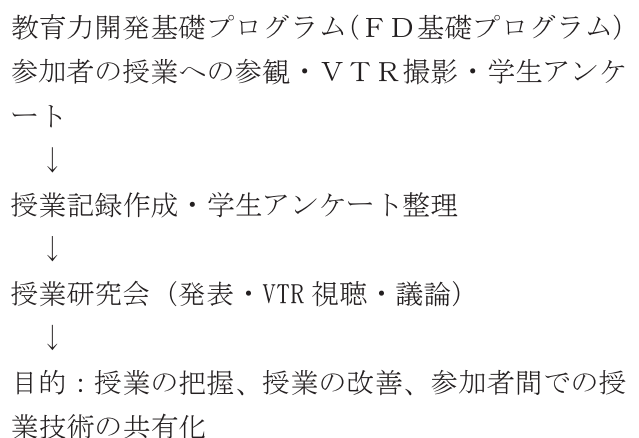 教育力開発基礎プログラム(ＦＤ基礎プログラム)
参加者の授業への参観・ＶＴＲ撮影・学生アンケ
ート
↓
授業記録作成・学生アンケート整理
↓
授業研究会（発表・VTR 視聴・議論）
↓
目的：授業の把握、授業の改善、参加者間での授
業技術の共有化